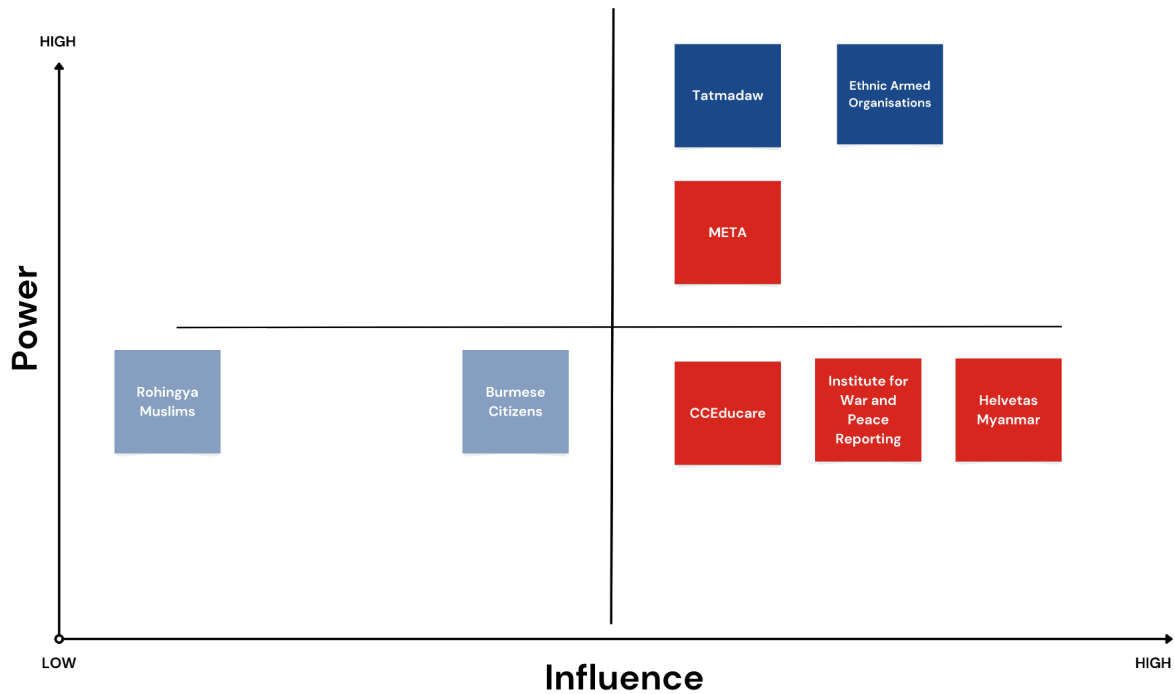 HIGH
Tatmadaw
Ethnic Armed
Organisations
META
Power
Rohingya
Muslims
Burmese
Citizens
CCEducare
Institute for
War and
Peace
Reporting
Helvetas
Myanmar
LOW
Influence
HIGH